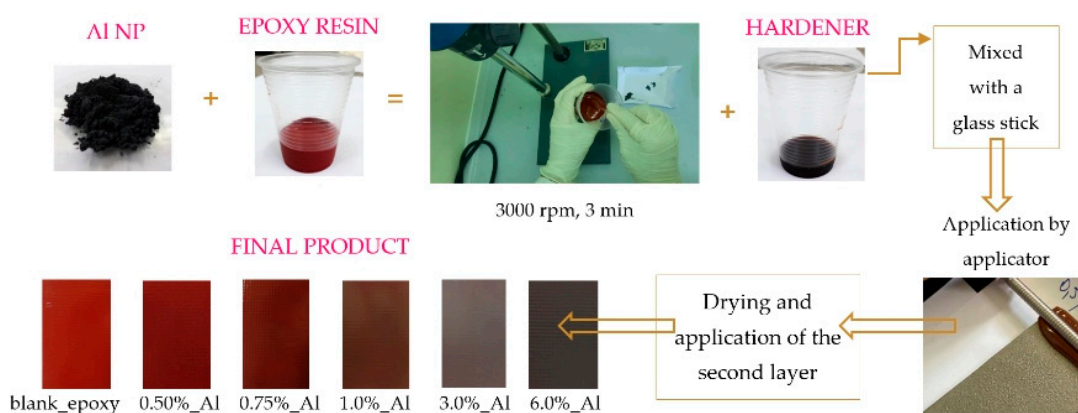 Al NP
EPOXY RESIN
HARDENER
+
=
+
Mixed
with a
glass stick
3000 rpm, 3 min
Application by
applicator
FINAL PRODUCT
Drying and
application of the
second layer
blank_epoxy
0.50%_Al
0.75%_Al
1.0%_Al
3.0%_Al
6.0%_Al